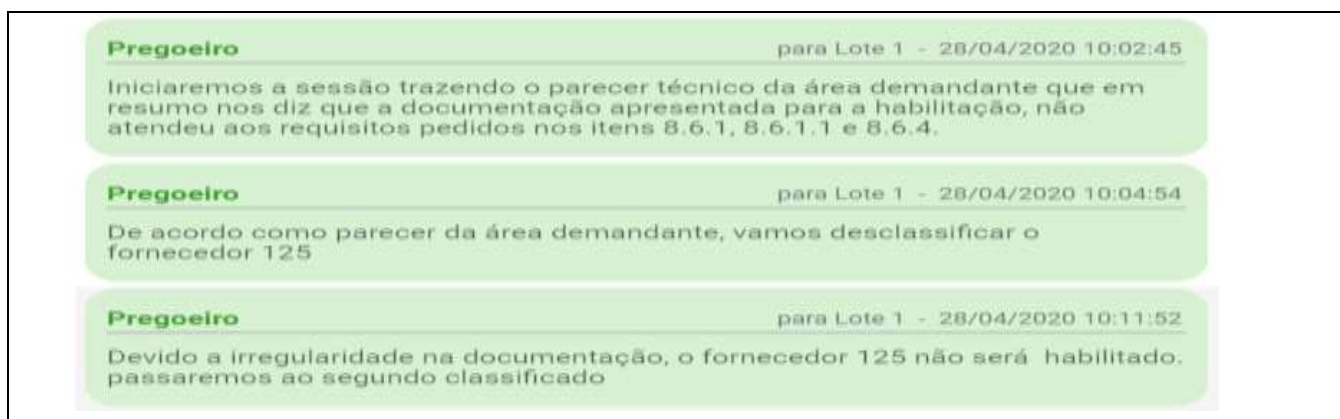 Pregoeiro para Lote 1 - 28/04/2020 10:02:45
Iniciaremos a sessão trazendo o parecer técnico da área demandante que em
resumo nos diz que a documentação apresentada para a habilitação, não
atendeu aos requisitos pedidos nos itens 8.6.1, 8.6.1.1 e 8.6.4.
Pregoeiro para Lote 1 - 28/04/2020 10:04:54
De acordo como parecer da área demandante, vamos desclassificar o
fornecedor 125
Pregoeiro para Lote 1 - 28/04/2020 10:11:52
Devido a irregularidade na documentação, o fornecedor 125 não será habilitado.
passaremos ao segundo classificado